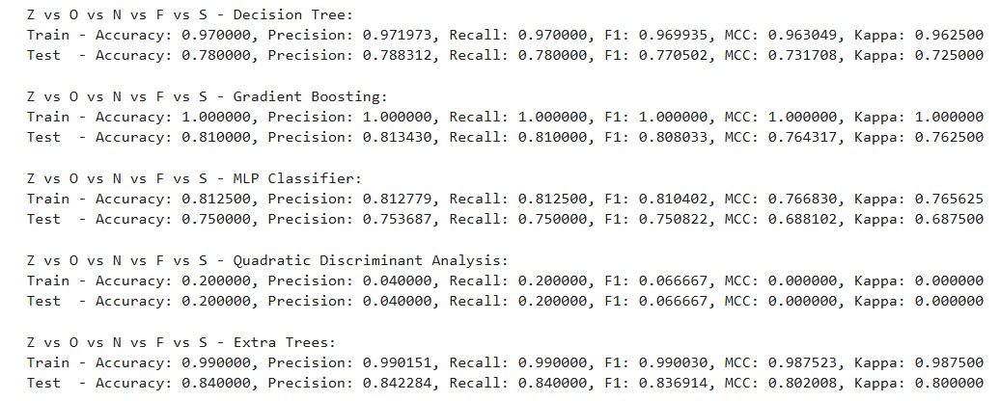 Z vs O vs N vs F vs S - Decision Tree:
Train - Accuracy: 0.970000, Precision: 0.971973, Recall: 0.970000, F1: 0.969935, MCC: 0.963049, Kappa: 0.962500
Test  - Accuracy: 0.780000, Precision: 0.788312, Recall: 0.780000, F1: 0.770502, MCC: 0.731708, Kappa: 0.725000

Z vs O vs N vs F vs S - Gradient Boosting:
Train - Accuracy: 1.000000, Precision: 1.000000, Recall: 1.000000, F1: 1.000000, MCC: 1.000000, Kappa: 1.000000
Test  - Accuracy: 0.810000, Precision: 0.813430, Recall: 0.810000, F1: 0.808033, MCC: 0.764317, Kappa: 0.762500

Z vs O vs N vs F vs S - MLP Classifier:
Train - Accuracy: 0.812500, Precision: 0.812779, Recall: 0.812500, F1: 0.810402, MCC: 0.766830, Kappa: 0.765625
Test  - Accuracy: 0.750000, Precision: 0.753687, Recall: 0.750000, F1: 0.750822, MCC: 0.688102, Kappa: 0.687500

Z vs O vs N vs F vs S - Quadratic Discriminant Analysis:
Train - Accuracy: 0.200000, Precision: 0.040000, Recall: 0.200000, F1: 0.066667, MCC: 0.000000, Kappa: 0.000000
Test  - Accuracy: 0.200000, Precision: 0.040000, Recall: 0.200000, F1: 0.066667, MCC: 0.000000, Kappa: 0.000000

Z vs O vs N vs F vs S - Extra Trees:
Train - Accuracy: 0.990000, Precision: 0.990151, Recall: 0.990000, F1: 0.990030, MCC: 0.987523, Kappa: 0.987500
Test  - Accuracy: 0.840000, Precision: 0.842284, Recall: 0.840000, F1: 0.836914, MCC: 0.802008, Kappa: 0.800000